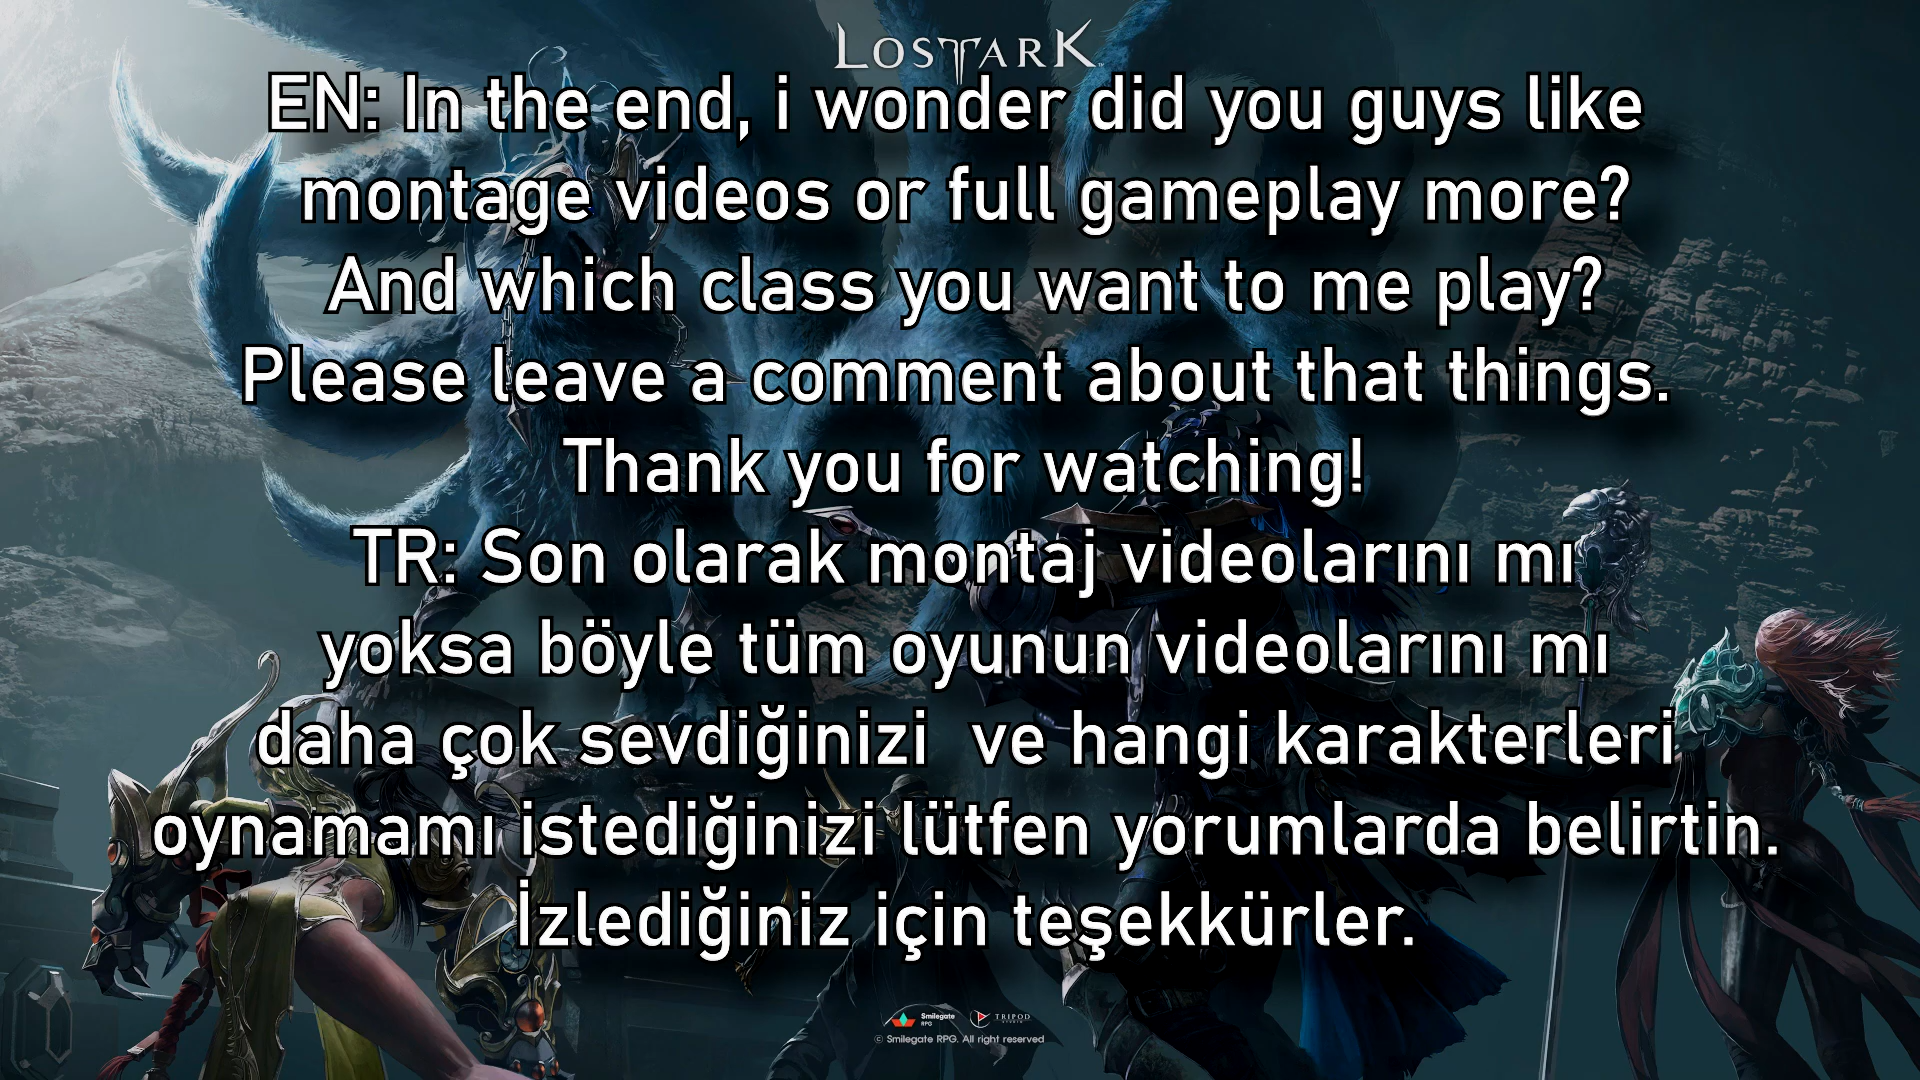 LOSTARK
EN: In the end, i wonder did you guys like
montage videos or full gameplay more?
And which class you want to me play?
Please leave a comment about that things.
Thank you for watching!
TR: Son olarak montaj videolarını mı
yoksa böyle tüm oyunun videolarını mı
daha çok sevdiğinizi  ve hangi karakterleri
oynamamı istediğinizi lütfen yorumlarda belirtin.
İzlediğiniz için teşekkürler.
Smilegate RPG TRIPOD STUDIO
© Smilegate RPG. All right reserved